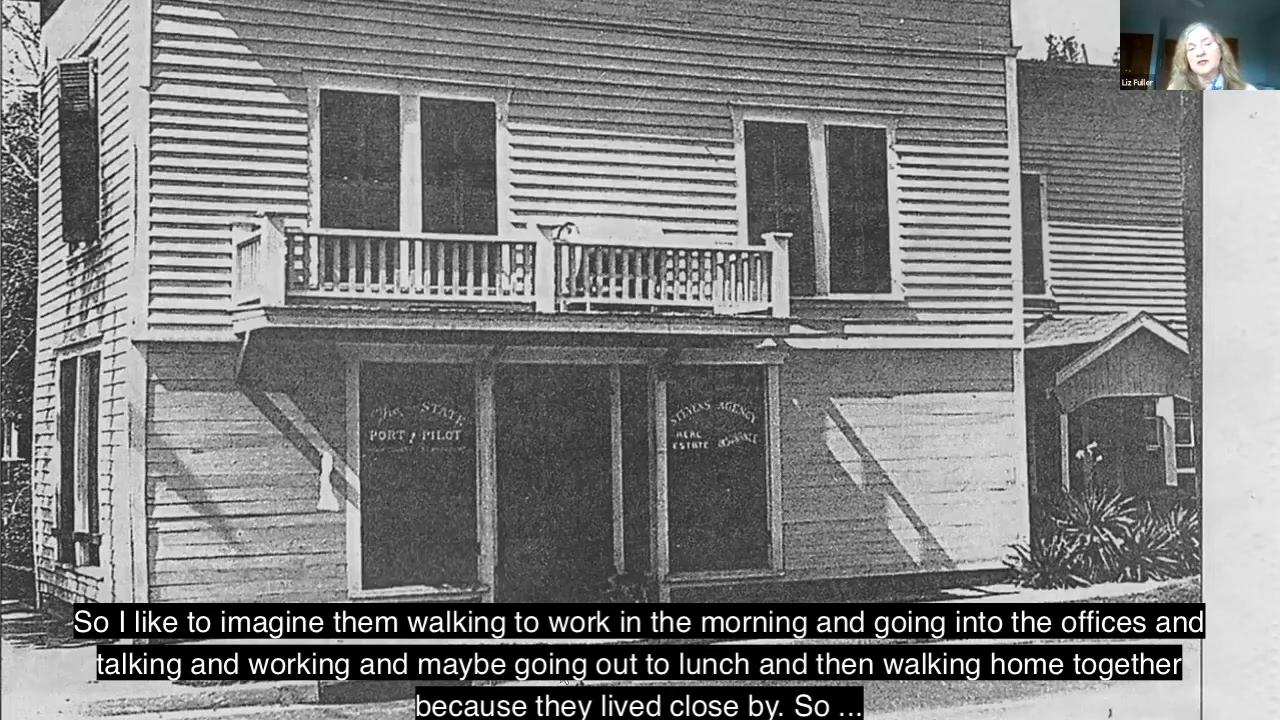 Liz Fuller
The STATE
PORT PILOT
STEVENS AGENCY
REAL
ESTATE INSURANCE
So I like to imagine them walking to work in the morning and going into the offices and
talking and working and maybe going out to lunch and then walking home together
because they lived close by. So ...